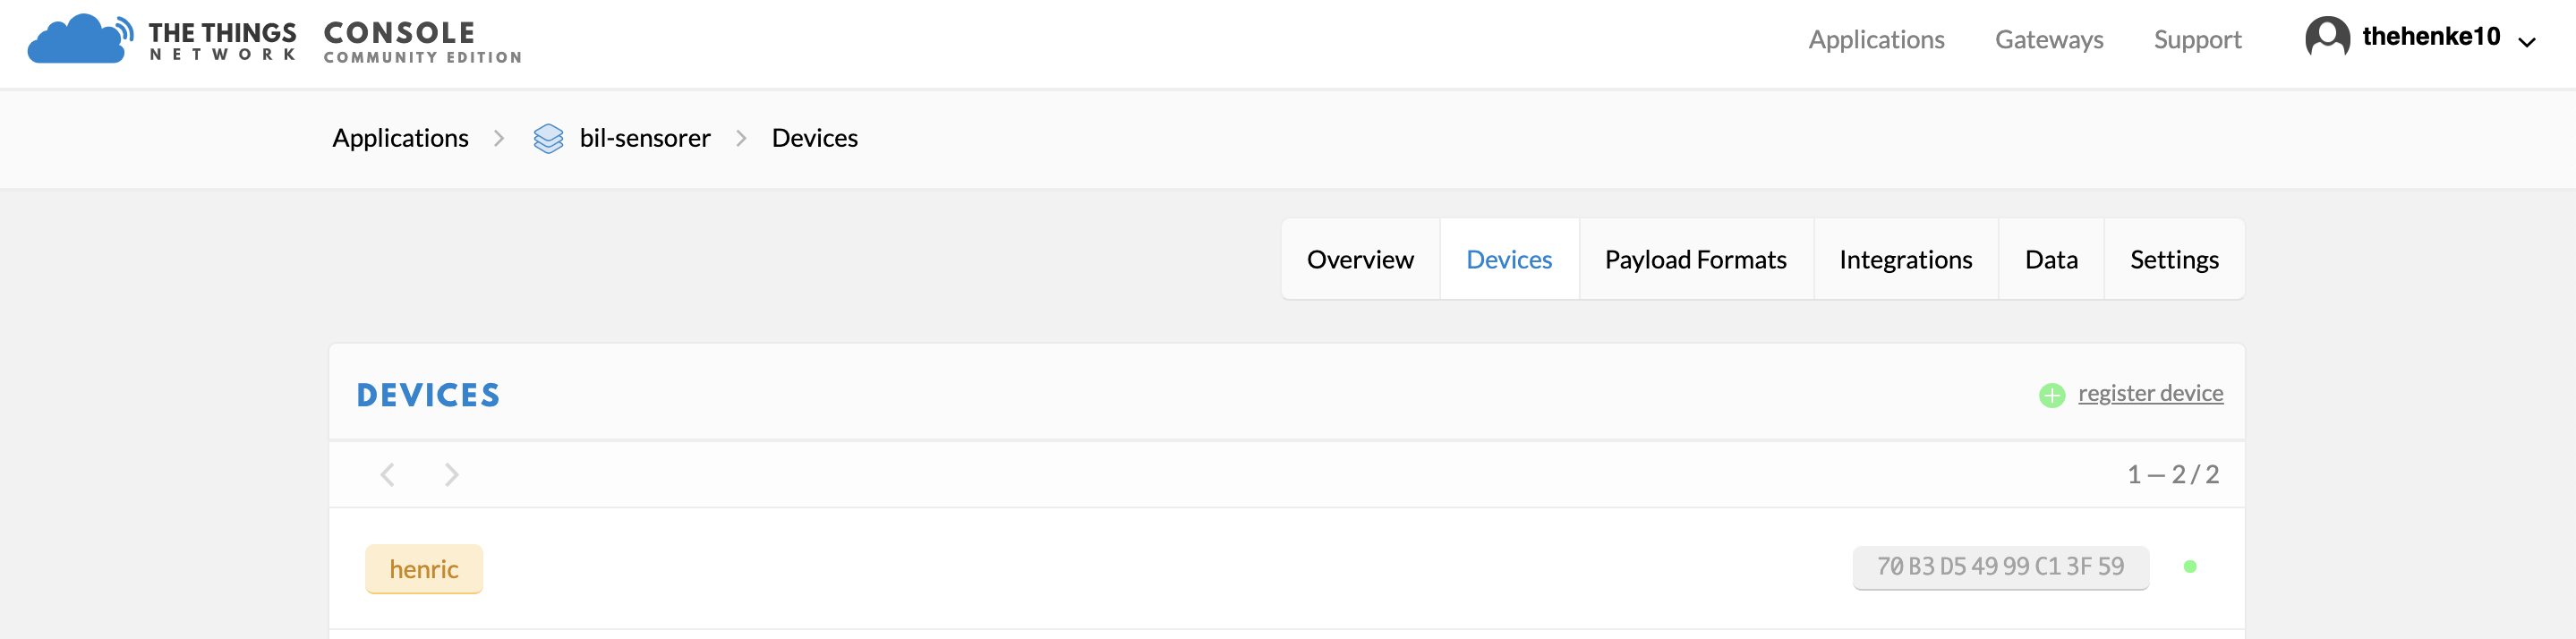 THE THINGS
NETWORK
CONSOLE
COMMUNITY EDITION
Applications
Gateways
Support
thehenke10
Applications
bil-sensorer
Devices
Overview
Devices
Payload Formats
Integrations
Data
Settings
DEVICES
register device
1 — 2 / 2
henric
70 B3 D5 49 99 C1 3F 59